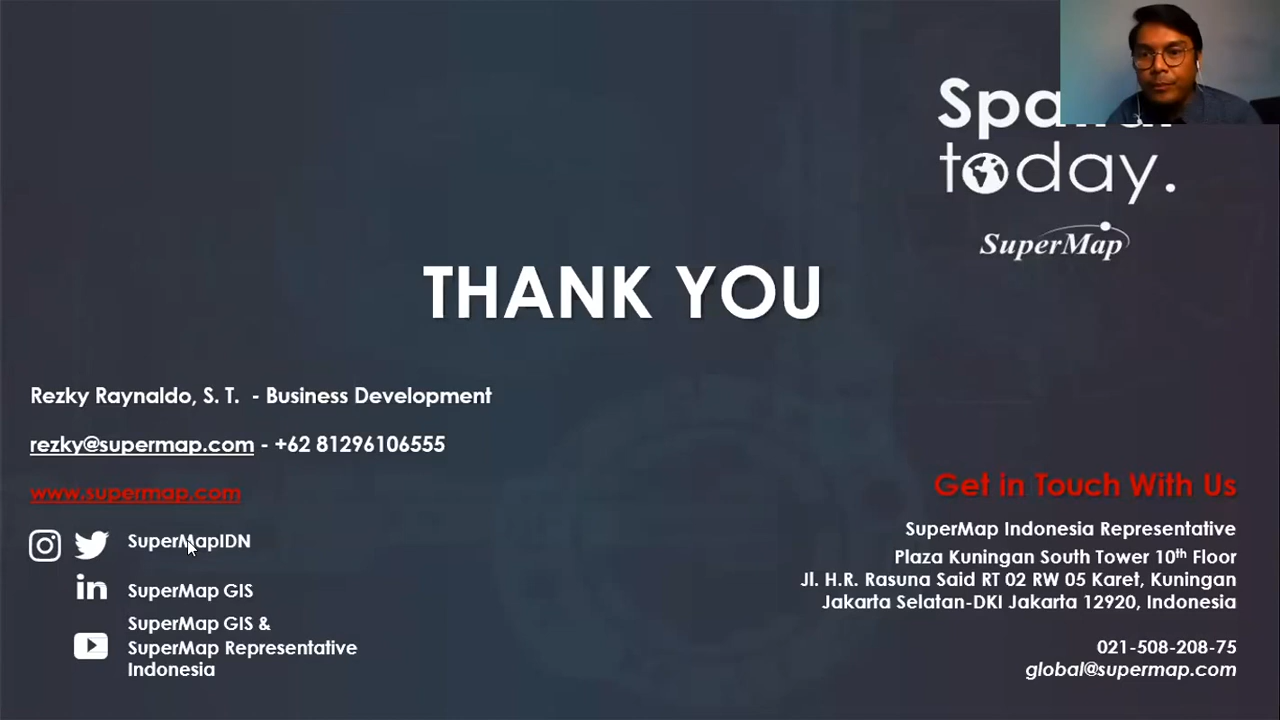 today.
SuperMap
THANK YOU
Rezky Raynaldo, S. T. - Business Development
rezky@supermap.com - +62 81296106555
www.supermap.com
SuperMapIDN
SuperMap GIS
SuperMap GIS &
SuperMap Representative
Indonesia
Get in Touch With Us
SuperMap Indonesia Representative
Plaza Kuningan South Tower 10th Floor
Jl. H.R. Rasuna Said RT 02 RW 05 Karet, Kuningan
Jakarta Selatan-DKI Jakarta 12920, Indonesia
021-508-208-75
global@supermap.com